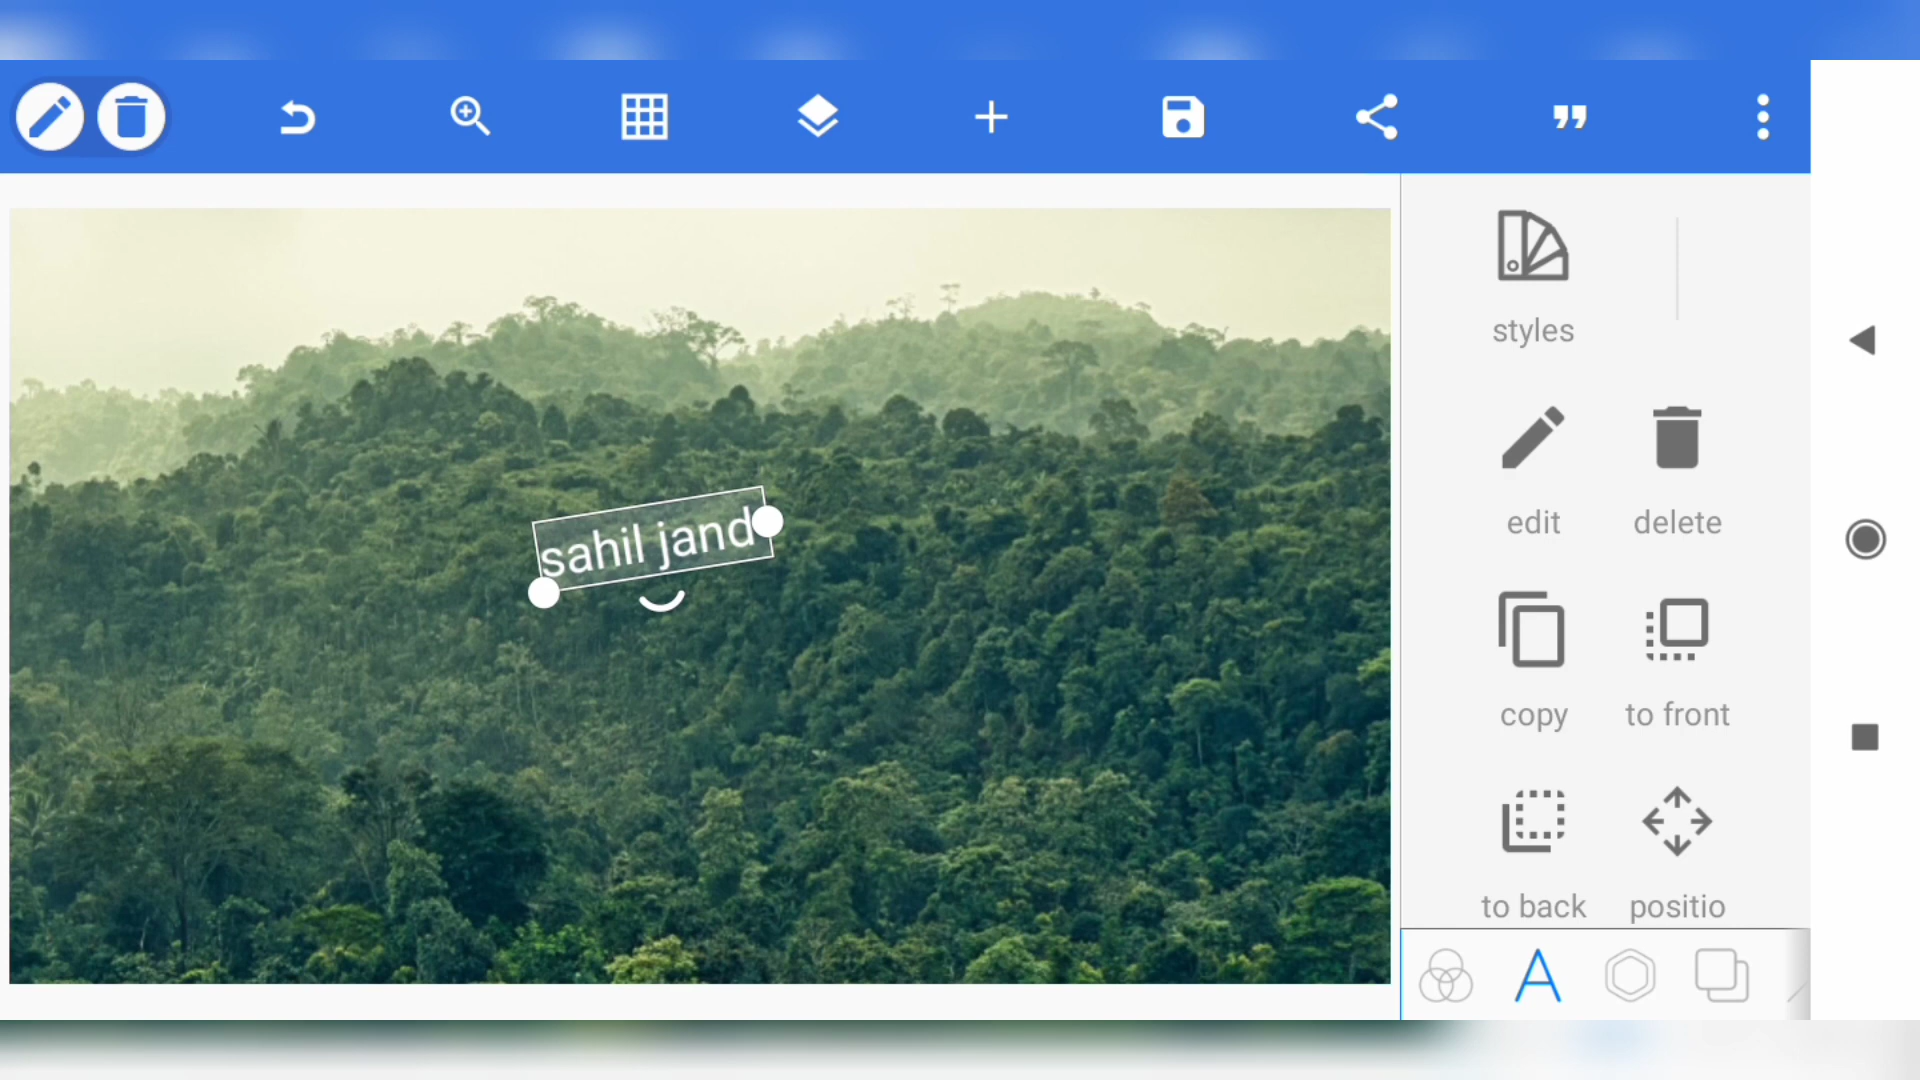 styles
sahil jand
edit
delete
copy
to front
to back
positio